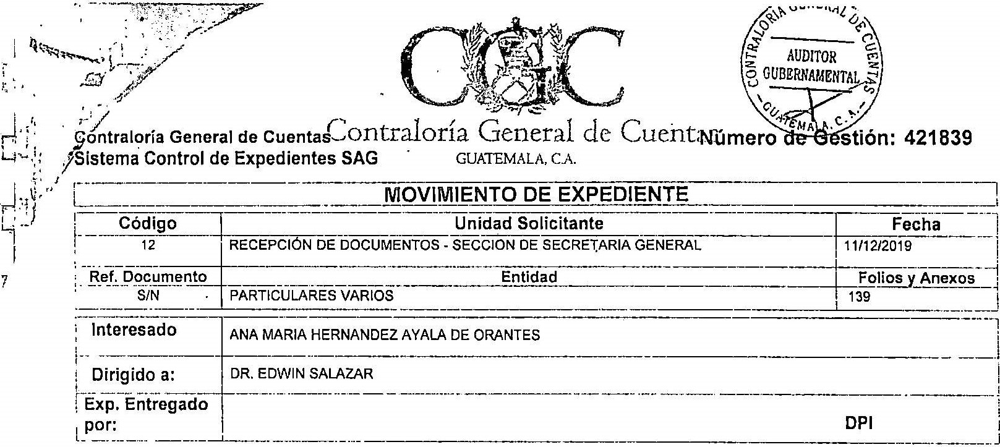 CGC
CONTRALORIA GENERAL DE CUENTAS
AUDITOR
GUBERNAMENTAL
GUATEMALA, C.A.
Contraloría General de Cuentas
Contraloría General de Cuentas
Número de Gestión: 421839
Sistema Control de Expedientes SAG
GUATEMALA, C.A.
MOVIMIENTO DE EXPEDIENTE
Código Unidad Solicitante Fecha
12 RECEPCIÓN DE DOCUMENTOS - SECCION DE SECRETARIA GENERAL 11/12/2019
Ref. Documento Entidad Folios y Anexos
S/N PARTICULARES VARIOS 139
Interesado ANA MARIA HERNANDEZ AYALA DE ORANTES
Dirigido a: DR. EDWIN SALAZAR
Exp. Entregado
por: DPI